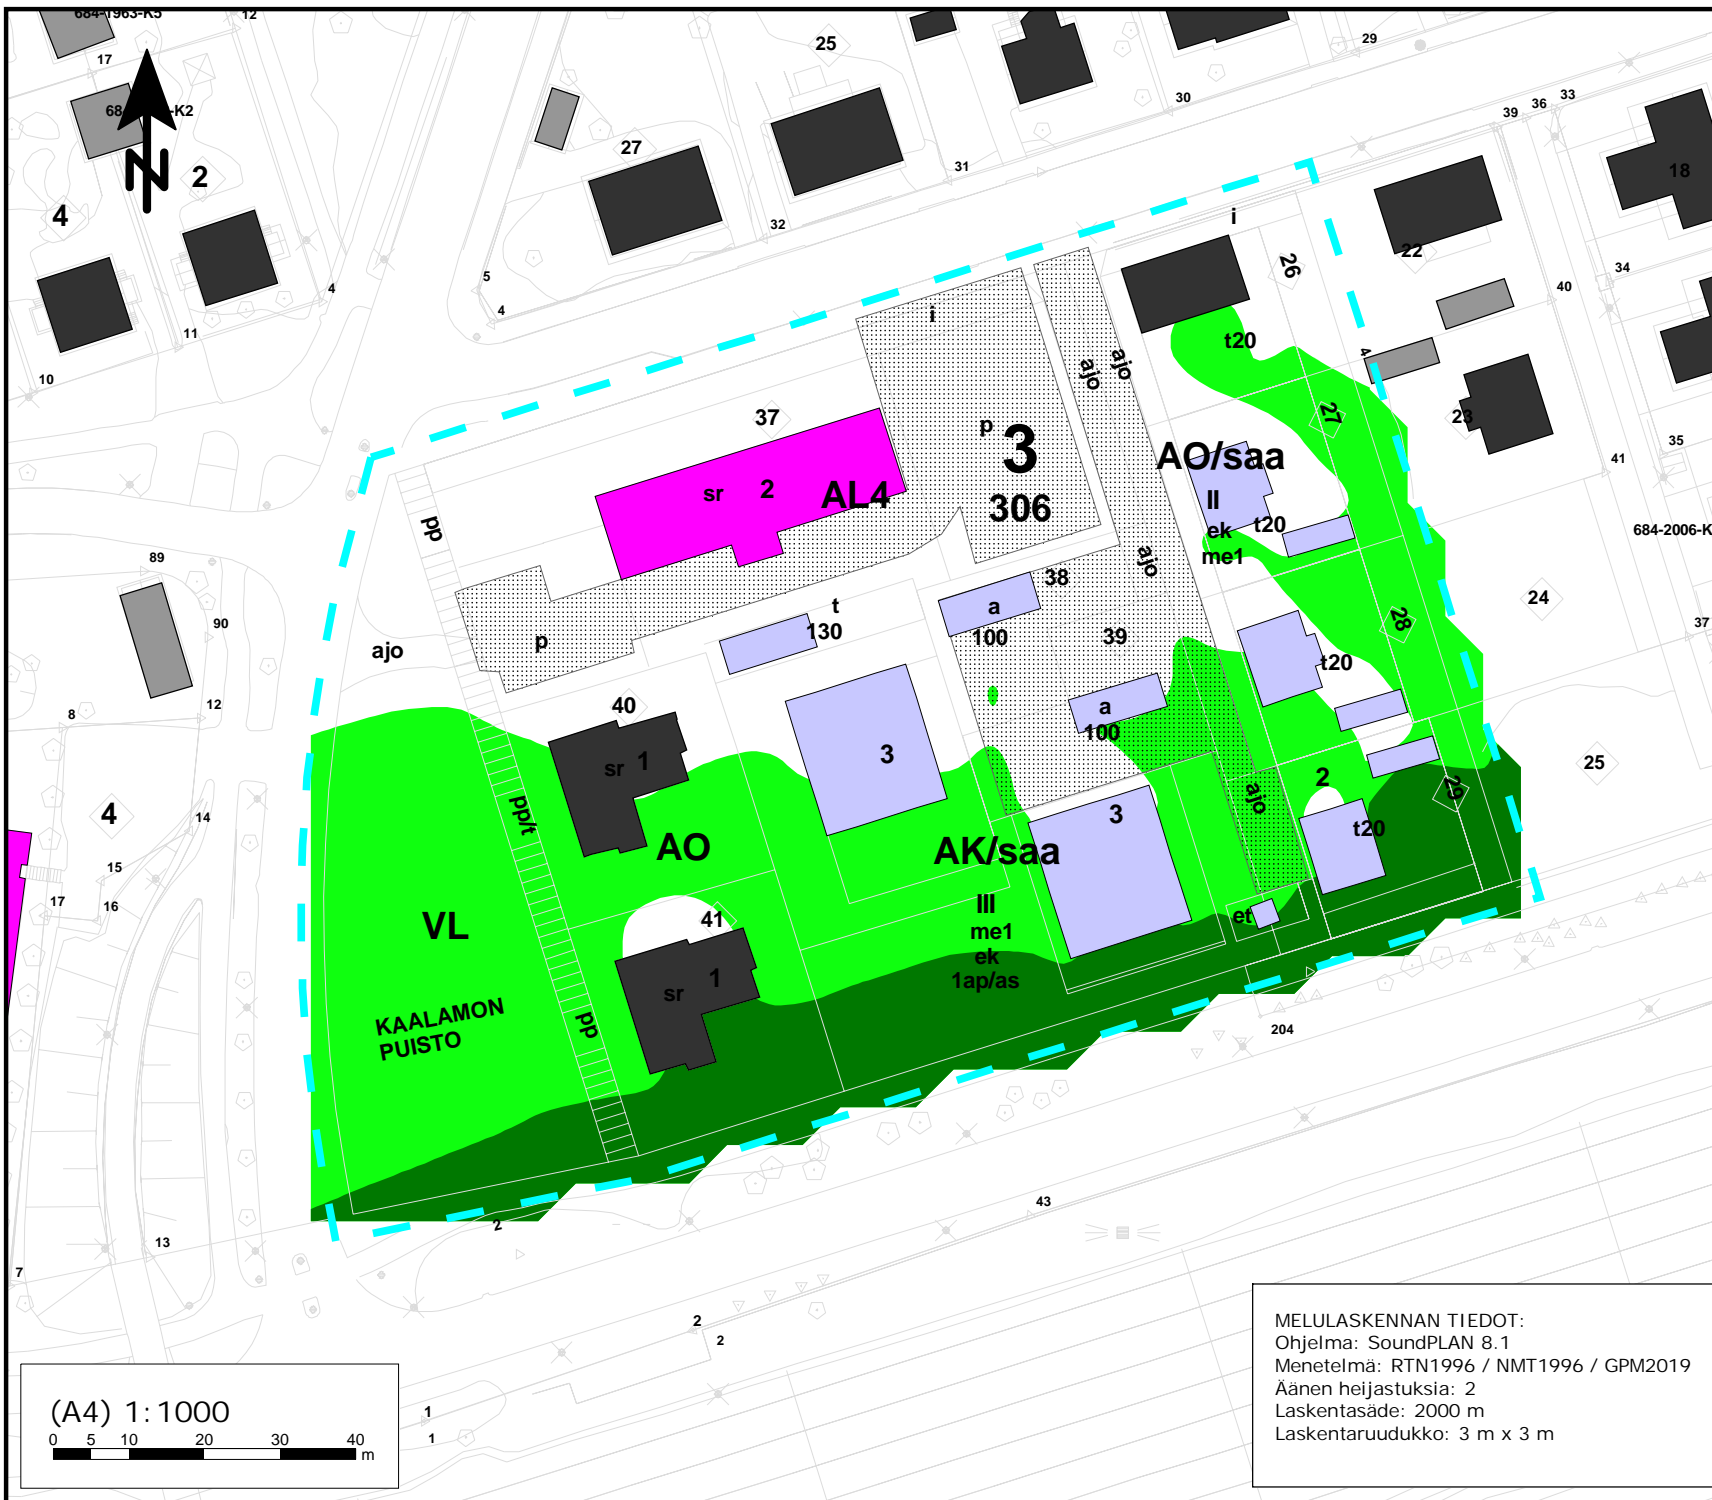 684-1963-K5
12
25
29
17
30
33
36
39
K2
27
31
18
2
4
32
i
26
22
34
5
4
4
40
i
11
t20
ajo
ajo
4
10
37
27
23
p
3
35
AO/saa
41
sr 2
AL4
II
306
pp
ek
t20
me1
684-2006-K
89
ajo
38
24
t
a
90
130
100
39
28
37
p
ajo
t20
40
a
12
8
100
3
25
sr 1
2
29
ajo
pp/t
4
3
t20
14
AO
AK/saa
15
III
17
16
41
et
VL
me1
ek
1ap/as
sr 1
KAALAMON
PUISTO
pp
204
43
2
13
7
2
2
MELULASKENNAN TIEDOT:
Ohjelma: SoundPLAN 8.1
Menetelmä: RTN1996 / NMT1996 / GPM2019
Äänen heijastuksia: 2
Laskentasäde: 2000 m
Laskentaruudukko: 3 m x 3 m
(A4) 1:1000
0 5 10 20 30 40
m
1
1